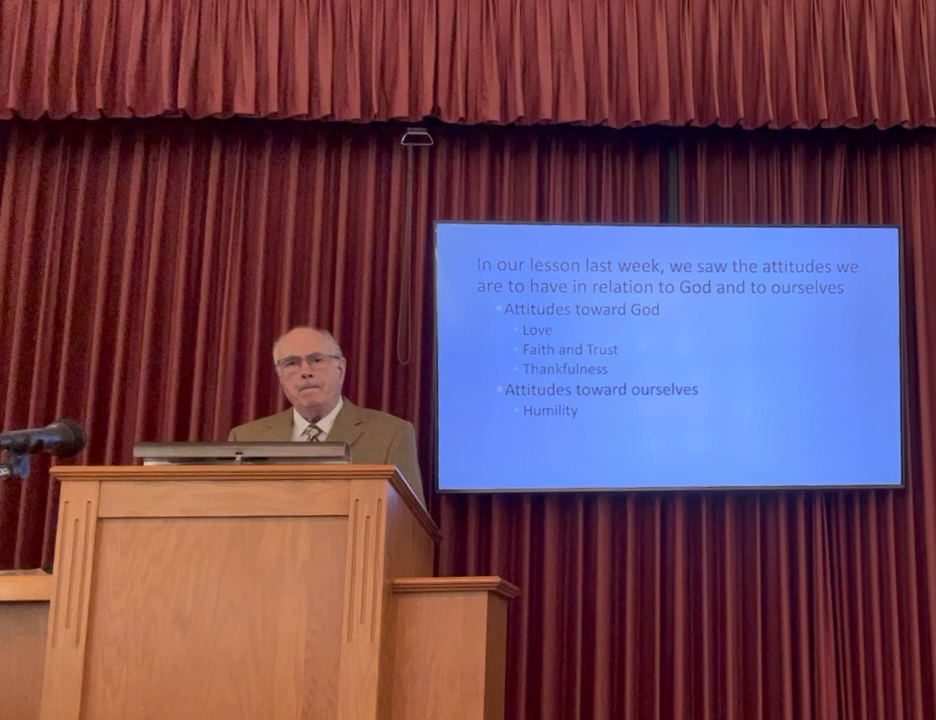 In our lesson last week, we saw the attitudes we
are to have in relation to God and to ourselves
Attitudes toward God
Love
Faith and Trust
Thankfulness
Attitudes toward ourselves
Humility